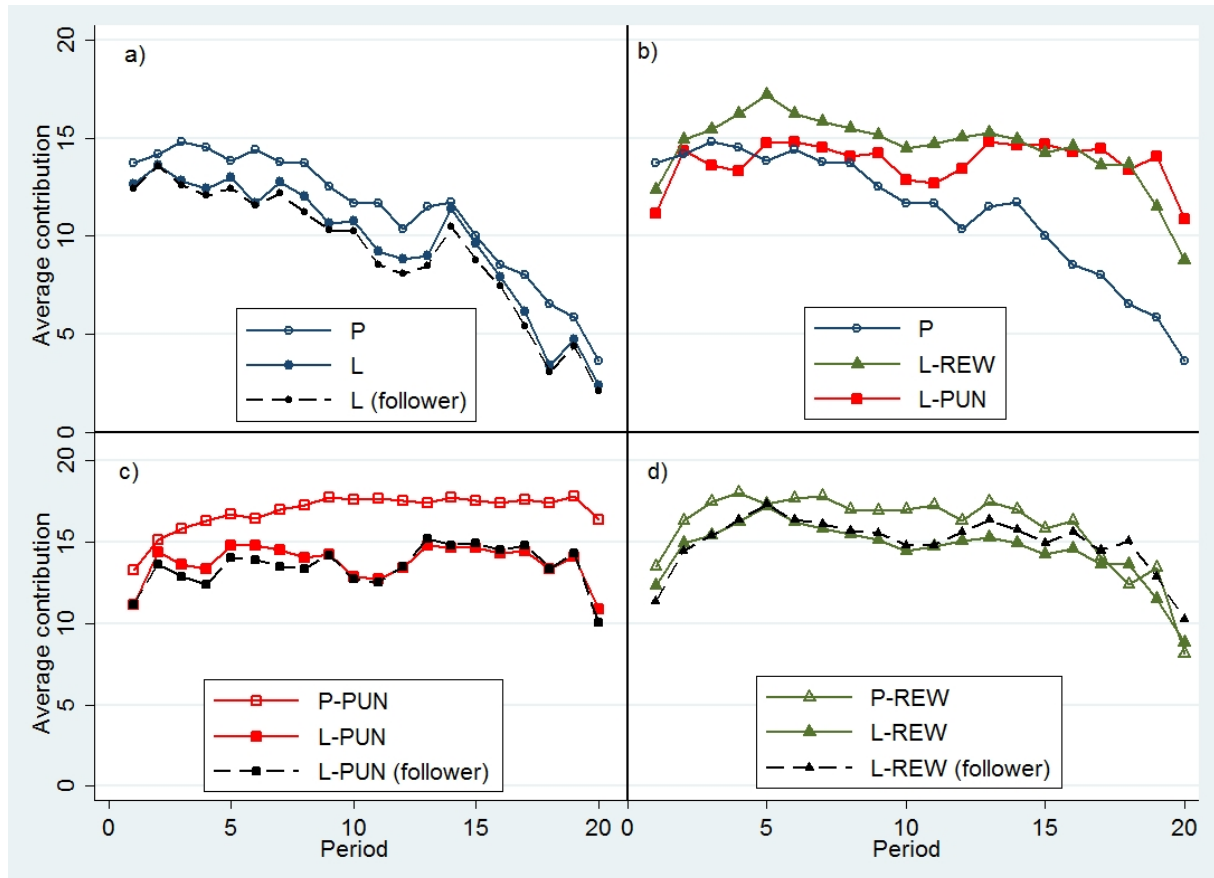 a)
20
15
10
5
0
Average contribution
P
L
L (follower)
b)
P
L-REW
L-PUN
c)
20
15
10
5
0
Average contribution
P-PUN
L-PUN
L-PUN (follower)
0 5 10 15 20
Period
d)
P-REW
L-REW
L-REW (follower)
0 5 10 15 20
Period